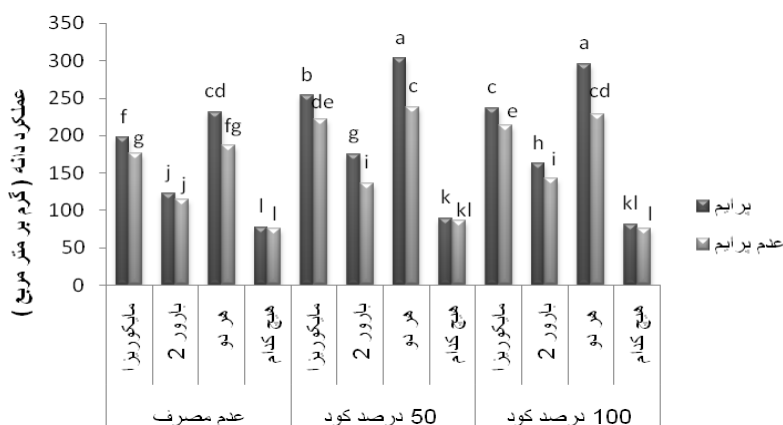 عملکرد دانه ( گرم بر متر مربع )
350
300
250
200
150
100
50
0
f g j j cd fg l l b de g i a c k kl c e h i a cd kl l
مایکوریزا بارور 2 هر دو هیچ کدام مایکوریزا بارور 2 هر دو هیچ کدام مایکوریزا بارور 2 هر دو هیچ کدام
عدم مصرف 50 درصد کود 100 درصد کود
پرایم
عدم پرایم